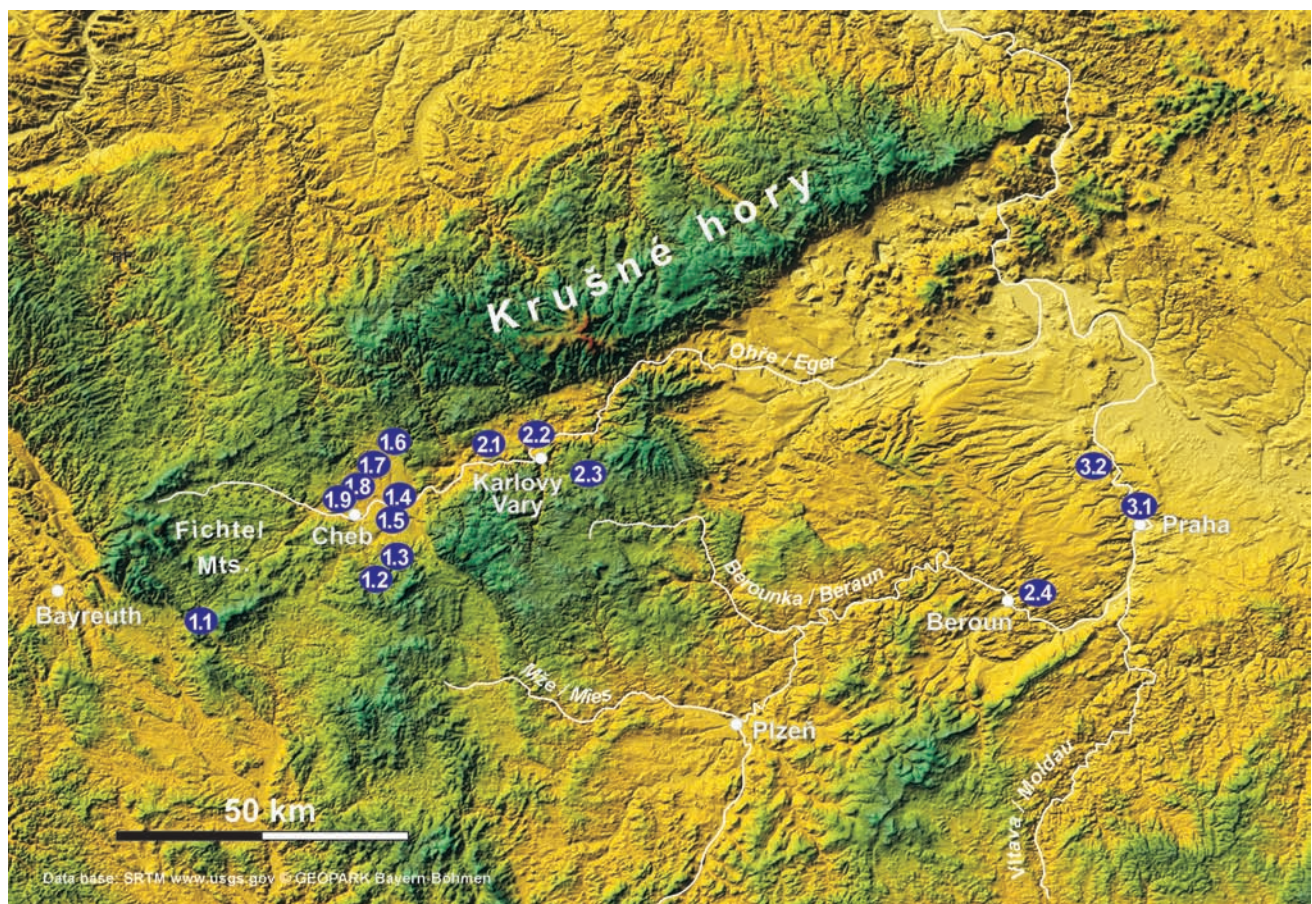 Krušné hory
Ohře / Eger
1.6
2.1
2.2
1.7
3.2
2.3
1.8
Karlovy
Vary
1.9
1.4
3.1
1.5
Praha
Fichtel
Mts
Cheb
1.3
1.2
Berounka / Beraun
Bayreuth
2.4
Beroun
1.1
Mže / Mies
Plzeň
Vltava / Moldau
50 km
Data base: SRTM www.usgs.gov © GEOPARK Bayern-Böhmen